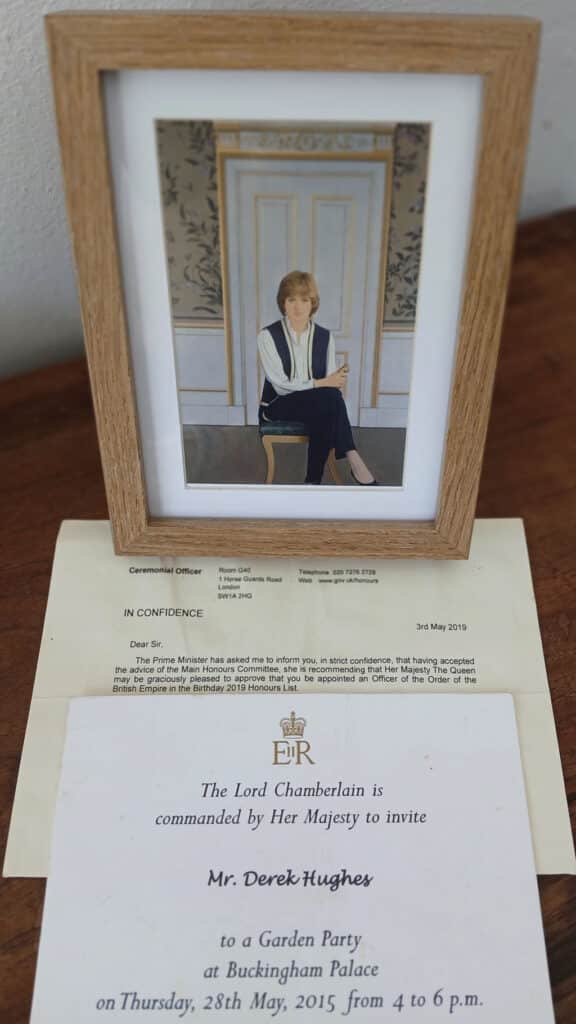 Ceremonial Officer
Room G40
1 Horse Guards Road
London
SW1A 2HQ
Telephone 020 7276 2728
Web www.gov.uk/honours
IN CONFIDENCE
3rd May 2019
Dear Sir.
The Prime Minister has asked me to inform you, in strict confidence, that having accepted
the advice of the Main Honours Committee, she is recommending that Her Majesty The Queen
may be graciously pleased to approve that you be appointed an Officer of the Order of the
British Empire in the Birthday 2019 Honours List.
EIIR
The Lord Chamberlain is
commanded by Her Majesty to invite
Mr. Derek Hughes
to a Garden Party
at Buckingham Palace
on Thursday, 28th May, 2015 from 4 to 6 p.m.